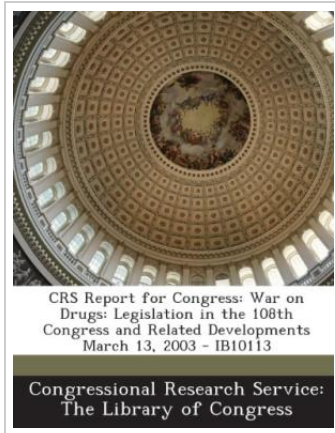 CRS Report for Congress: War on
Drugs: Legislation in the 108th
Congress and Related Developments
March 13, 2003 - IB10113
Congressional Research Service:
The Library of Congress